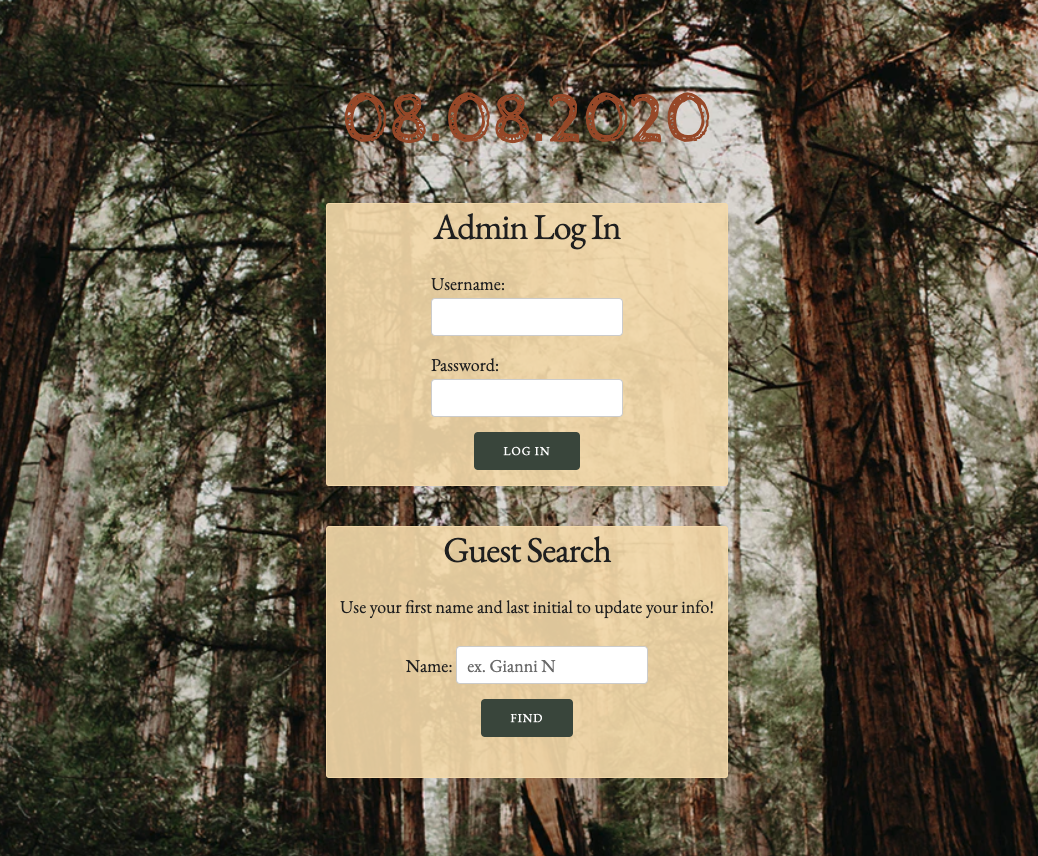 08.08.2020
Admin Log In
Username:
Password:
LOG IN
Guest Search
Use your first name and last initial to update your info!
Name: ex. Gianni N
FIND